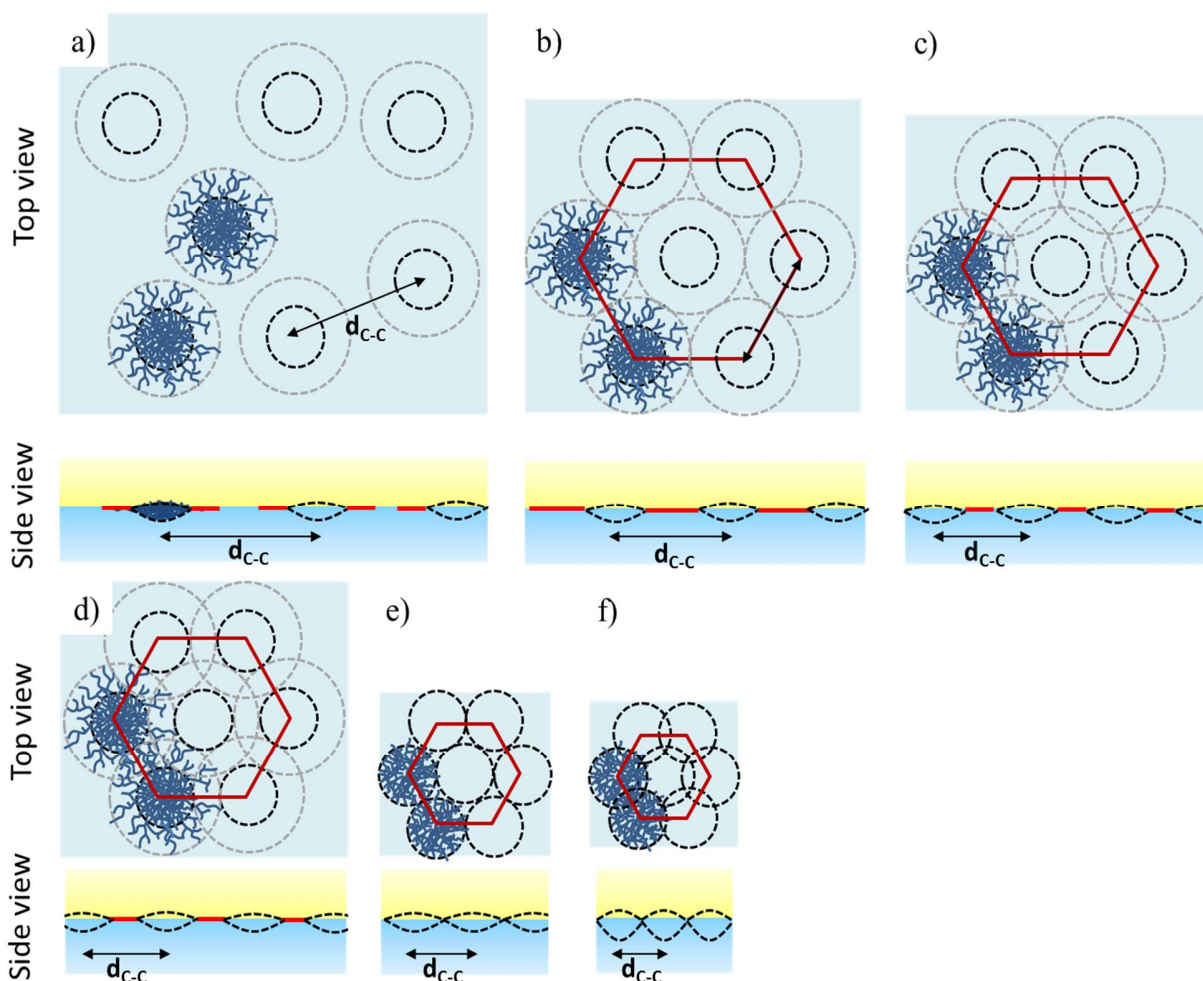 a)
b)
c)
Top view
d_C-C
Side view
d_C-C
d_C-C
d_C-C
d)
e)
f)
Top view
Side view
d_C-C
d_C-C
d_C-C